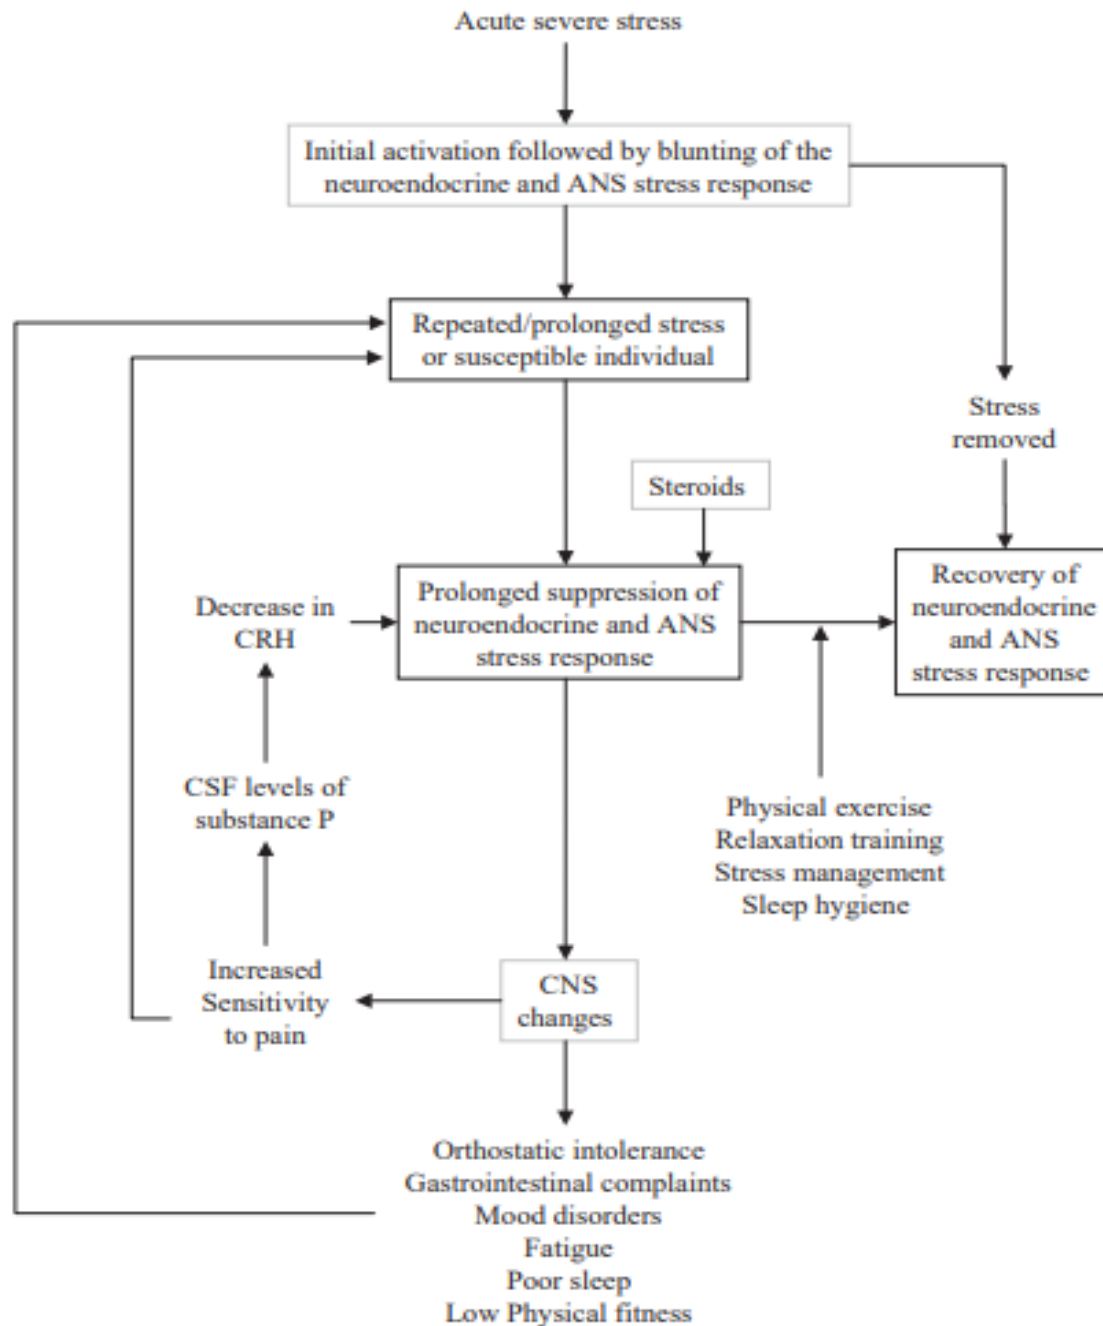 Acute severe stress
Initial activation followed by blunting of the
neuroendocrine and ANS stress response
Repeated/prolonged stress
or susceptible individual
Stress
removed
Steroids
Prolonged suppression of
neuroendocrine and ANS
stress response
Recovery of
neuroendocrine
and ANS
stress response
Decrease in
CRH
CSF levels of
substance P
Physical exercise
Relaxation training
Stress management
Sleep hygiene
Increased
Sensitivity
to pain
CNS
changes
Orthostatic intolerance
Gastrointestinal complaints
Mood disorders
Fatigue
Poor sleep
Low Physical fitness